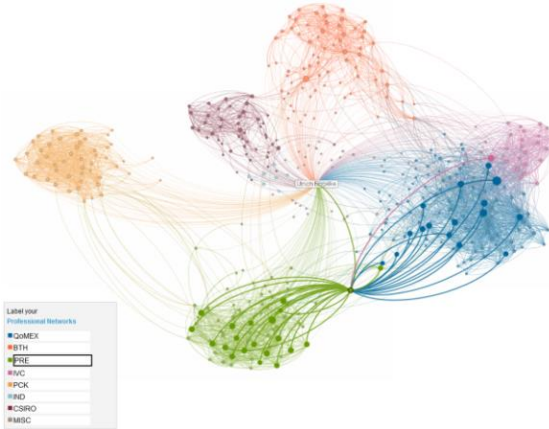 Label your
Professional Networks
QoMEX
BTH
PRE
IVC
PCK
IND
CSIRO
MISC